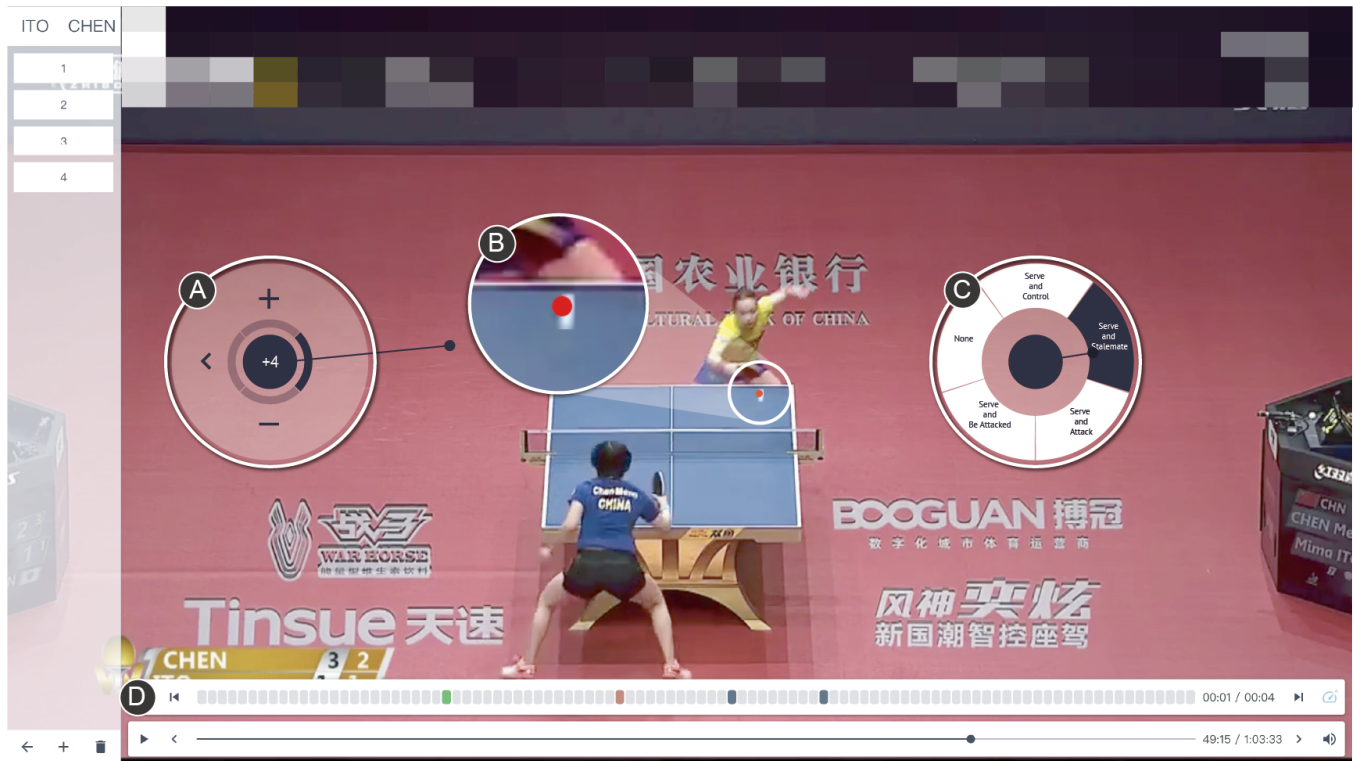 ITO CHEN
1
2
3
4
A
+
+4
−
B
国农业银行
OF CHINA
C
Serve
and
Control
Serve
and
Stalemate
None
Serve
and
Be Attacked
Serve
and
Attack
CHINA
战马
WAR HORSE
BOOGUAN 搏冠
数字化城市体育运营商
Tinsue 天速
风神奕炫
新国潮智控座驾
CHN
CHEN Me
Mima IT
CHEN 3 2
D
00:01 / 00:04
49:15 / 1:03:33